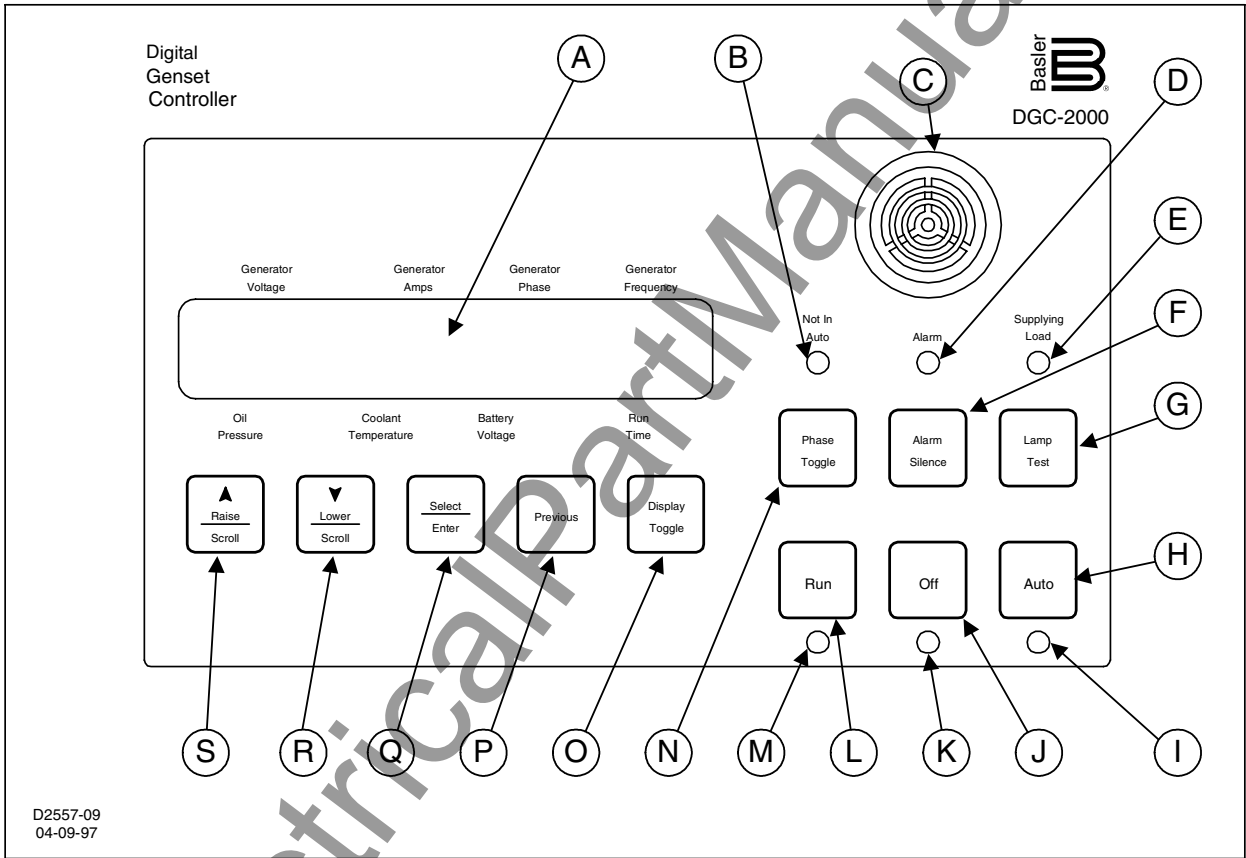 Digital
Genset
Controller
Basler
DGC-2000
A
B
C
D
E
F
G
H
I
J
K
L
M
N
O
P
Q
R
S
Generator
Voltage
Generator
Amps
Generator
Phase
Generator
Frequency
Oil
Pressure
Coolant
Temperature
Battery
Voltage
Run
Time
Not In
Auto
Alarm
Supplying
Load
Raise
Scroll
Lower
Scroll
Select
Enter
Previous
Display
Toggle
Phase
Toggle
Alarm
Silence
Lamp
Test
Run
Off
Auto
D2557-09
04-09-97
ctricalPartManua